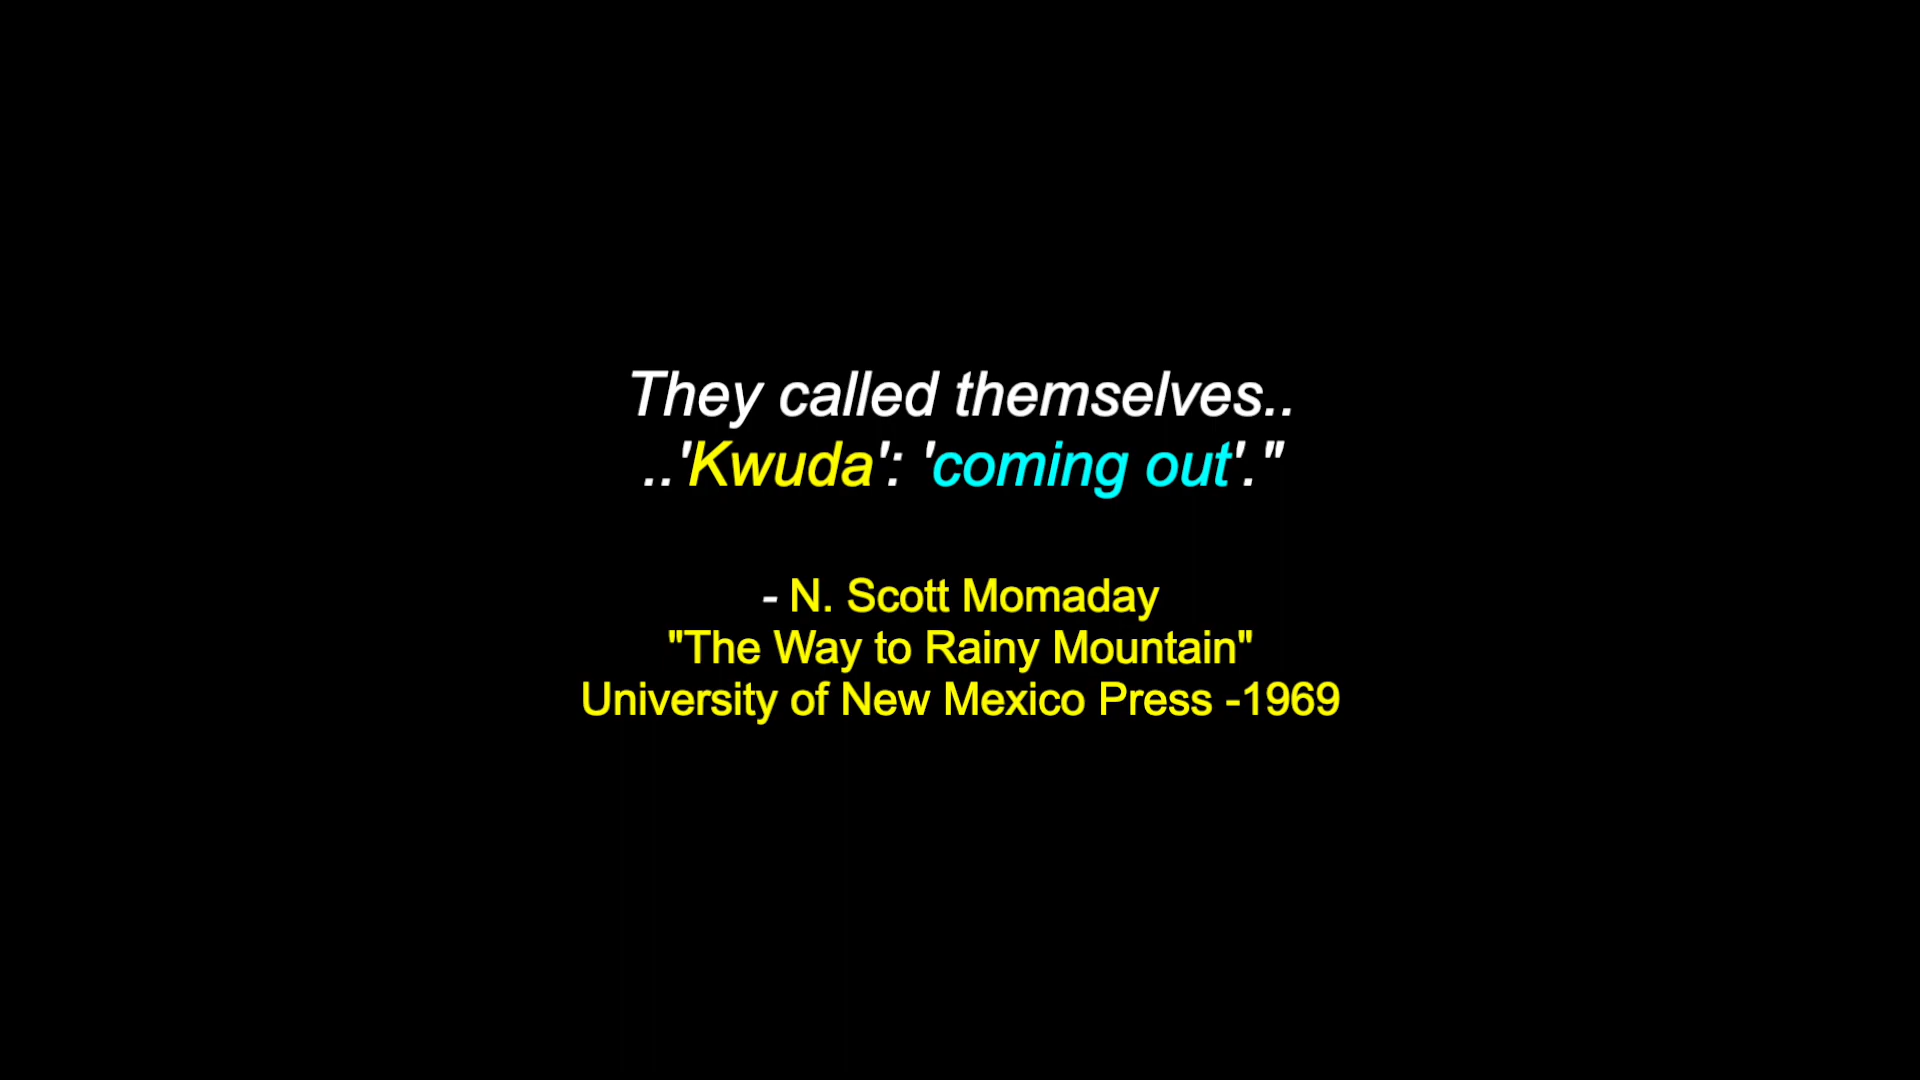 They called themselves..
..'Kwuda': 'coming out'."
- N. Scott Momaday
"The Way to Rainy Mountain"
University of New Mexico Press -1969